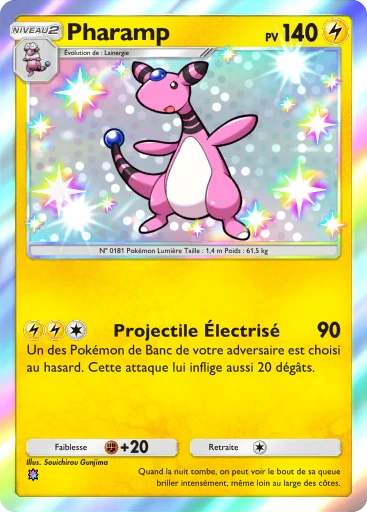 NIVEAU 2 Pharamp PV 140
Évolution de : Lainergie
N° 0181 Pokémon Lumière Taille : 1,4 m Poids : 61,5 kg
Projectile Électrisé 90
Un des Pokémon de Banc de votre adversaire est choisi
au hasard. Cette attaque lui inflige aussi 20 dégâts.
Faiblesse +20 Retraite
Illus. Souichirou Gunjima
Quand la nuit tombe, on peut voir le bout de sa queue
briller intensément, même loin au large des côtes.